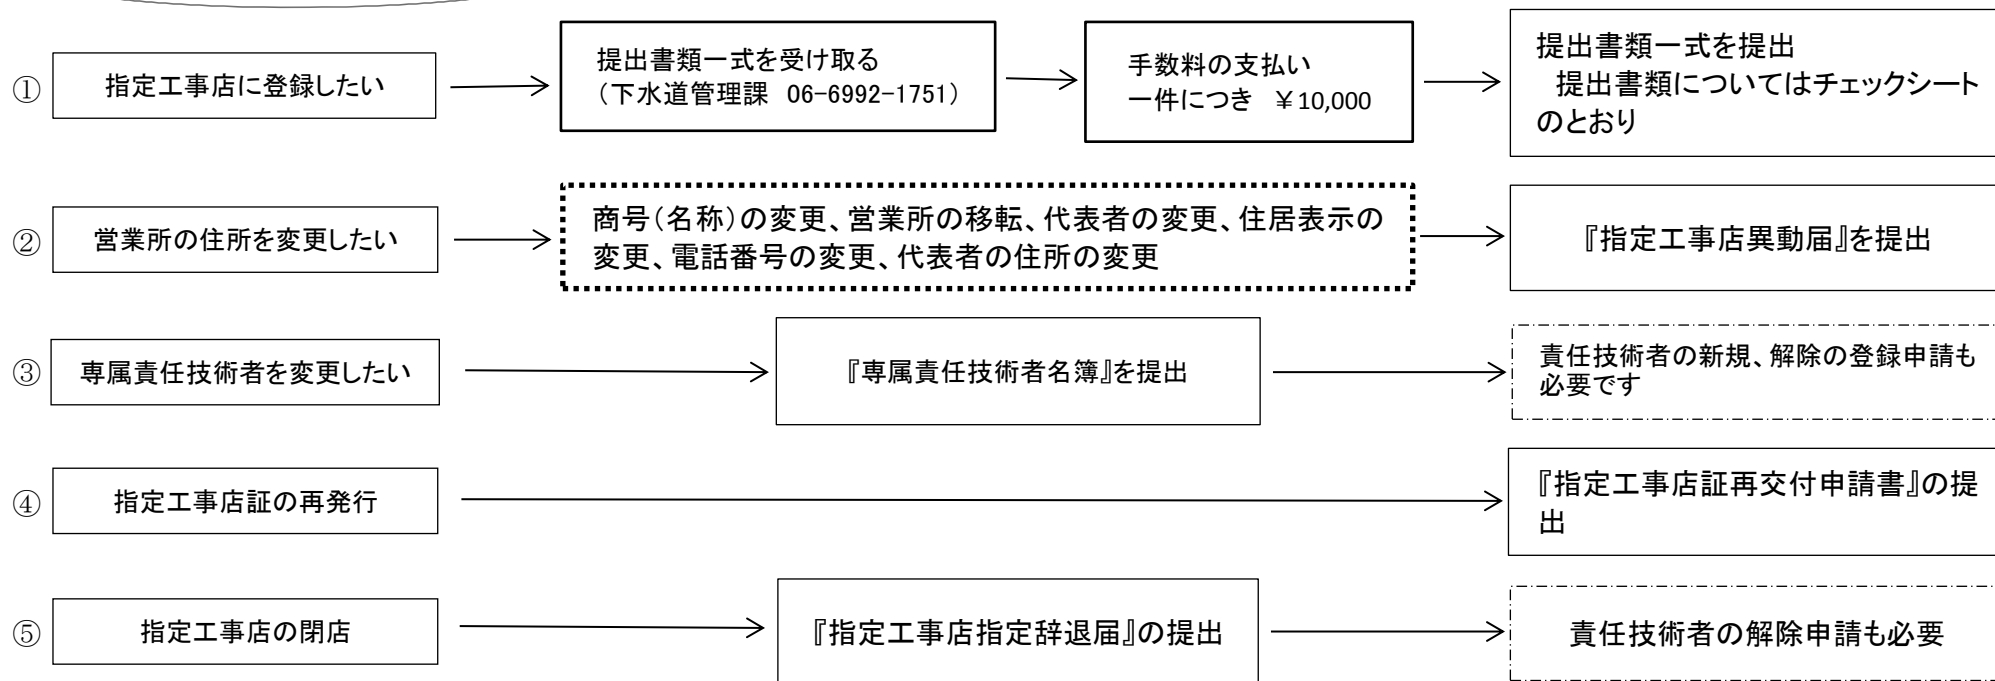 ①
指定工事店に登録したい
提出書類一式を受け取る
（下水道管理課　06-6992-1751）
手数料の支払い
一件につき　￥10,000
提出書類一式を提出
　提出書類についてはチェックシート
のとおり
②
営業所の住所を変更したい
商号（名称）の変更、営業所の移転、代表者の変更、住居表示の
変更、電話番号の変更、代表者の住所の変更
『指定工事店異動届』を提出
③
専属責任技術者を変更したい
『専属責任技術者名簿』を提出
責任技術者の新規、解除の登録申請も
必要です
④
指定工事店証の再発行
『指定工事店証再交付申請書』の提
出
⑤
指定工事店の閉店
『指定工事店指定辞退届』の提出
責任技術者の解除申請も必要